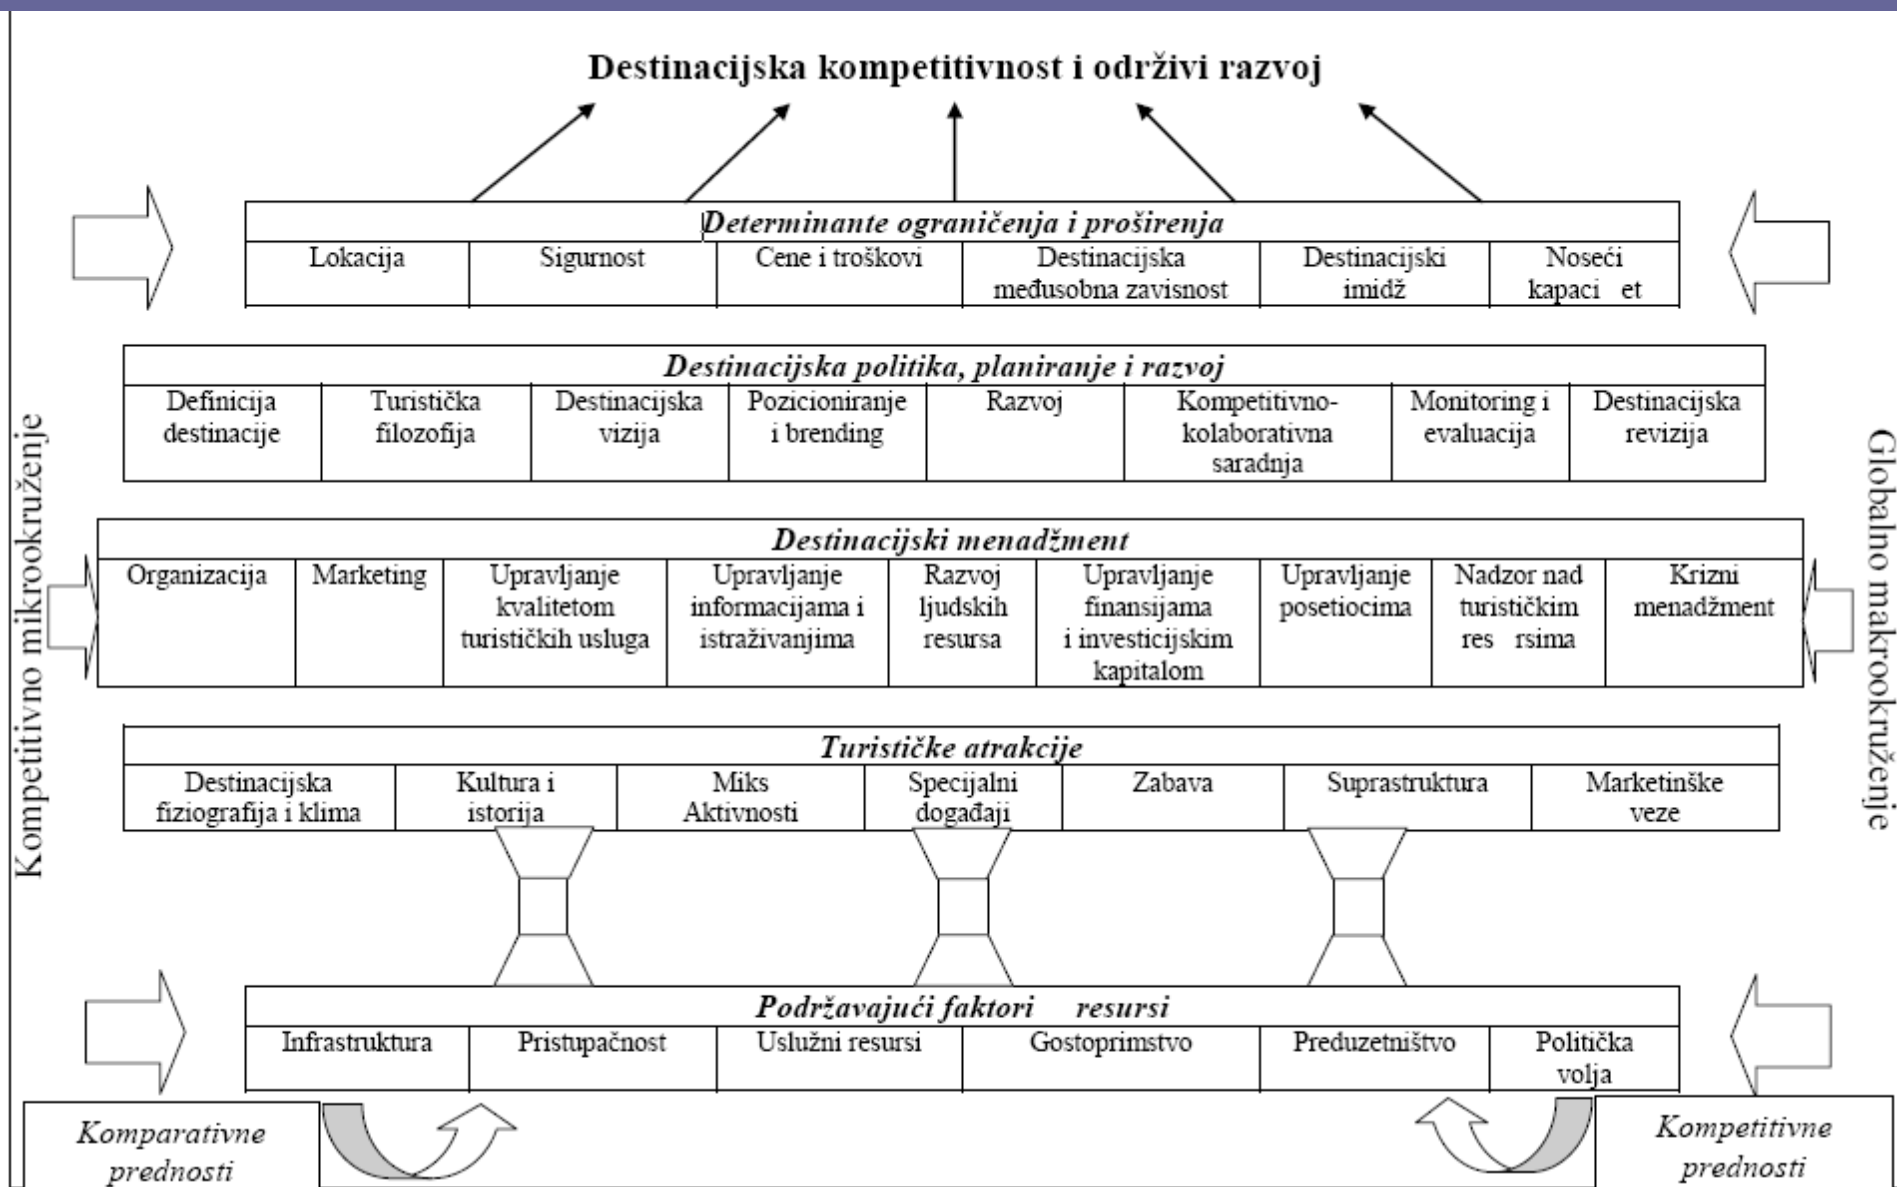 Destinacijska kompetitivnost i održivi razvoj
Determinante ograničenja i proširenja
Lokacija
Sigurnost
Cene i troškovi
Destinacijska
međusobna zavisnost
Destinacijski
imidž
Noseći
kapaci et
Destinacijska politika, planiranje i razvoj
Definicija
destinacije
Turistička
filozofija
Destinacijska
vizija
Pozicioniranje
i brending
Razvoj
Kompetitivno-
kolaborativna
saradnja
Monitoring i
evaluacija
Destinacijska
revizija
Kompetitivno mikrookruženje
Globalno makrookruženje
Destinacijski menadžment
Organizacija
Marketing
Upravljanje
kvalitetom
turističkih usluga
Upravljanje
informacijama i
istraživanjima
Razvoj
ljudskih
resursa
Upravljanje
finansijama
i investicijskim
kapitalom
Upravljanje
posetiocima
Nadzor nad
turističkim
res rsima
Krizni
menadžment
Turističke atrakcije
Destinacijska
fiziografija i klima
Kultura i
istorija
Miks
Aktivnosti
Specijalni
događaji
Zabava
Suprastruktura
Marketinške
veze
Podržavajući faktori resursi
Infrastruktura
Pristupačnost
Uslužni resursi
Gostoprimstvo
Preduzetništvo
Politička
volja
Komparativne
prednosti
Kompetitivne
prednosti